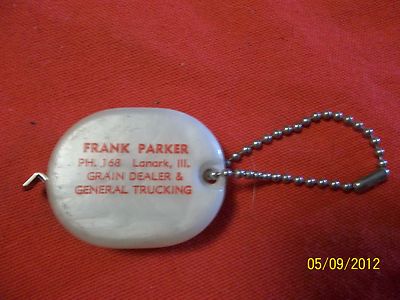 FRANK PARKER
PH. 168 Lanark, Ill.
GRAIN DEALER &
GENERAL TRUCKING
05/09/2012